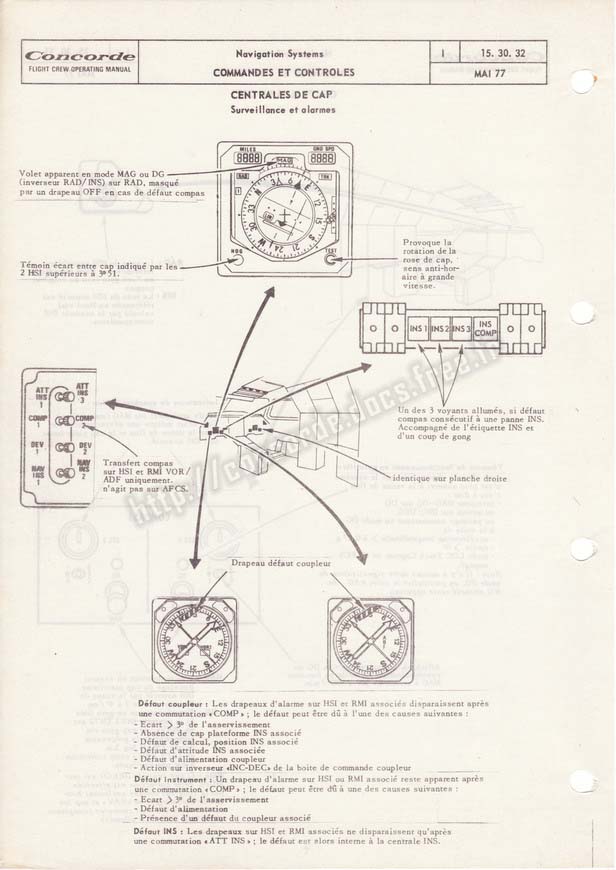 Concorde
FLIGHT CREW OPERATING MANUAL
Navigation Systems
COMMANDES ET CONTROLES
I
15. 30. 32
MAI 77
CENTRALES DE CAP
Surveillance et alarmes
MILES
GND SPD
8888
MAG
8888
RAD
TRK
Volet apparent en mode MAG ou DG
(inverseur RAD/INS) sur RAD, masqué
par un drapeau OFF en cas de défaut compas
HDG
TEST
Témoin écart entre cap indiqué par les
2 HSI supérieurs à 3°51.
Provoque la
rotation de la
rose de cap,
sens anti-hor-
aire à grande
vitesse.
INS 1
INS 2
INS 3
INS COMP
Un des 3 voyants allumés, si défaut
compas consécutif à une panne INS.
Accompagné de l'étiquette INS et
d'un coup de gong
ATT INS 1
ATT INS 3
COMP 1
COMP 2
DEV 1
DEV 2
NAV INS 1
NAV INS 2
Transfert compas
sur HSI et RMI VOR/
ADF uniquement.
n'agit pas sur AFCS.
identique sur planche droite
http://cgconcorde.docs.free.fr
Drapeau défaut coupleur
Défaut coupleur : Les drapeaux d'alarme sur HSI et RMI associés disparaissent après
une commutation «COMP» ; le défaut peut être dû à l'une des causes suivantes :
- Ecart > 3° de l'asservissement
- Absence de cap plateforme INS associé
- Défaut de calcul, position INS associé
- Défaut d'attitude INS associée
- Défaut d'alimentation coupleur
- Action sur inverseur «INC-DEC» de la boite de commande coupleur
Défaut Instrument : Un drapeau d'alarme sur HSI ou RMI associé reste apparent après
une commutation «COMP» ; le défaut peut être dû à une des causes suivantes :
- Ecart > 3° de l'asservissement
- Défaut d'alimentation
- Présence d'un défaut du coupleur associé
Défaut INS : Les drapeaux sur HSI et RMI associés ne disparaissent qu'après
une commutation «ATT INS» ; le défaut est alors interne à la centrale INS.